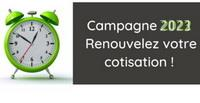 Campagne 2023
Renouvelez votre
cotisation !